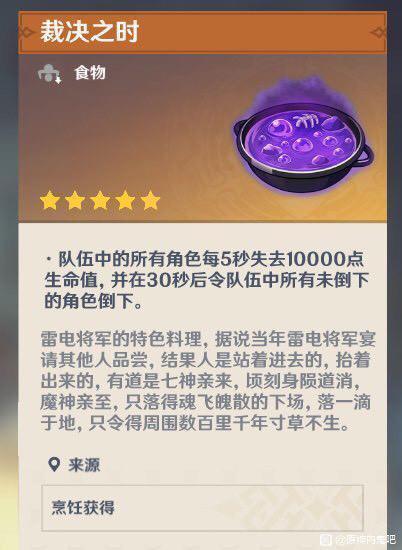 裁决之时
食物
·队伍中的所有角色每5秒失去10000点
生命值，并在30秒后令队伍中所有未倒下
的角色倒下。
雷电将军的特色料理，据说当年雷电将军宴
请其他人品尝，结果人是站着进去的，抬着
出来的，有道是七神亲来，顷刻身陨道消，
魔神亲至，只落得魂飞魄散的下场，落一滴
于地，只令得周围数百里千年寸草不生。
来源
烹饪获得